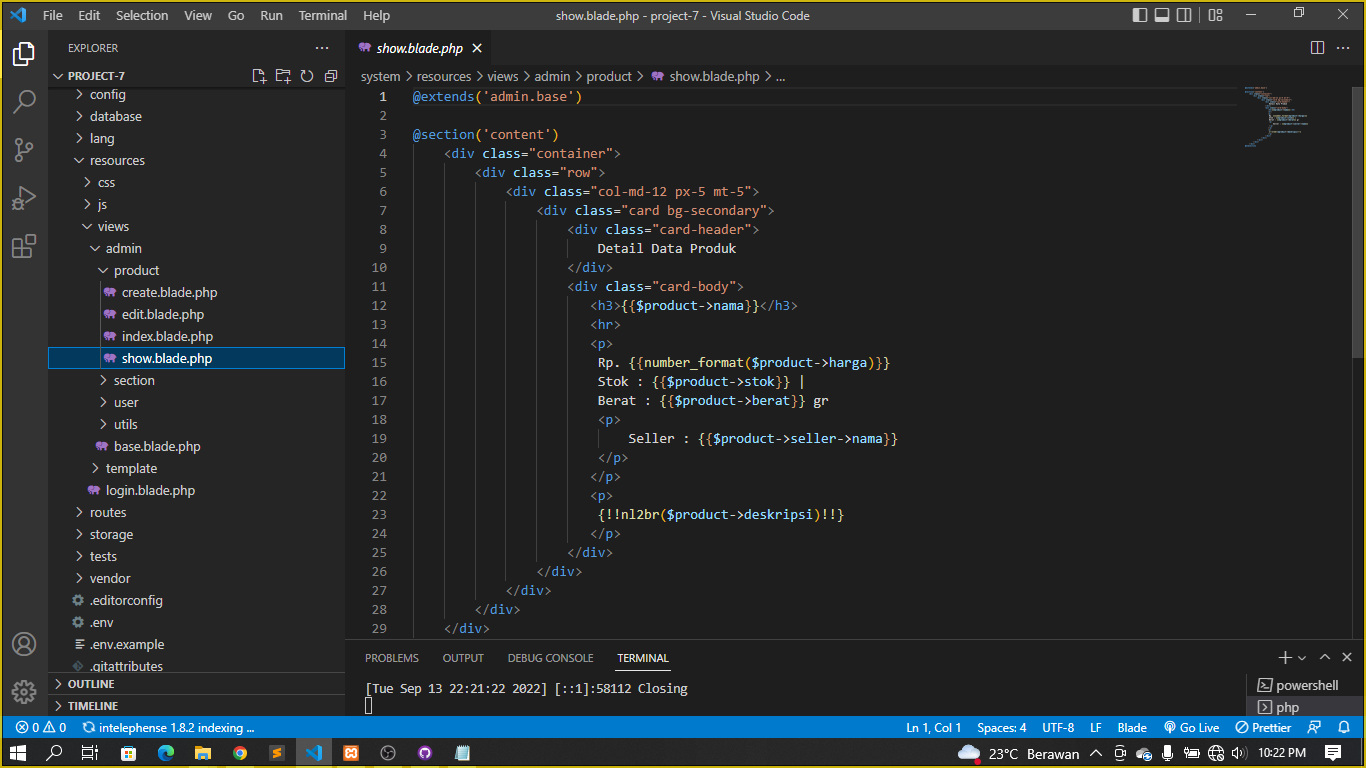 File Edit Selection View Go Run Terminal Help show.blade.php - project-7 - Visual Studio Code
EXPLORER
PROJECT-7
config
database
lang
resources
css
js
views
admin
product
create.blade.php
edit.blade.php
index.blade.php
show.blade.php
section
user
utils
base.blade.php
template
login.blade.php
routes
storage
tests
vendor
.editorconfig
.env
.env.example
.gitattributes
OUTLINE
TIMELINE
show.blade.php
system > resources > views > admin > product > show.blade.php > ...
1 @extends('admin.base')
2
3 @section('content')
4 <div class="container">
5 <div class="row">
6 <div class="col-md-12 px-5 mt-5">
7 <div class="card bg-secondary">
8 <div class="card-header">
9 Detail Data Produk
10 </div>
11 <div class="card-body">
12 <h3>{{$product->nama}}</h3>
13 <hr>
14 <p>
15 Rp. {{number_format($product->harga)}}
16 Stok : {{$product->stok}} |
17 Berat : {{$product->berat}} gr
18 <p>
19 Seller : {{$product->seller->nama}}
20 </p>
21 </p>
22 <p>
23 {!!nl2br($product->deskripsi)!!}
24 </p>
25 </div>
26 </div>
27 </div>
28 </div>
29 </div>
PROBLEMS OUTPUT DEBUG CONSOLE TERMINAL
[Tue Sep 13 22:21:22 2022] [::1]:58112 Closing
powershell
php
0 0 intelephense 1.8.2 indexing ... Ln 1, Col 1 Spaces: 4 UTF-8 LF Blade Go Live Prettier
23°C Berawan 10:22 PM